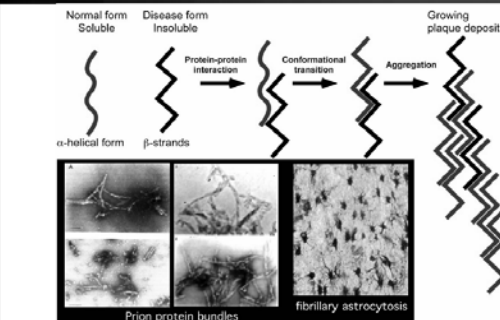 Normal form
Soluble
Disease form
Insoluble
Protein-protein
interaction
Conformational
transition
Aggregation
Growing
plaque deposit
α-helical form
β-strands
Prion protein bundles
fibrillary astrocytosis